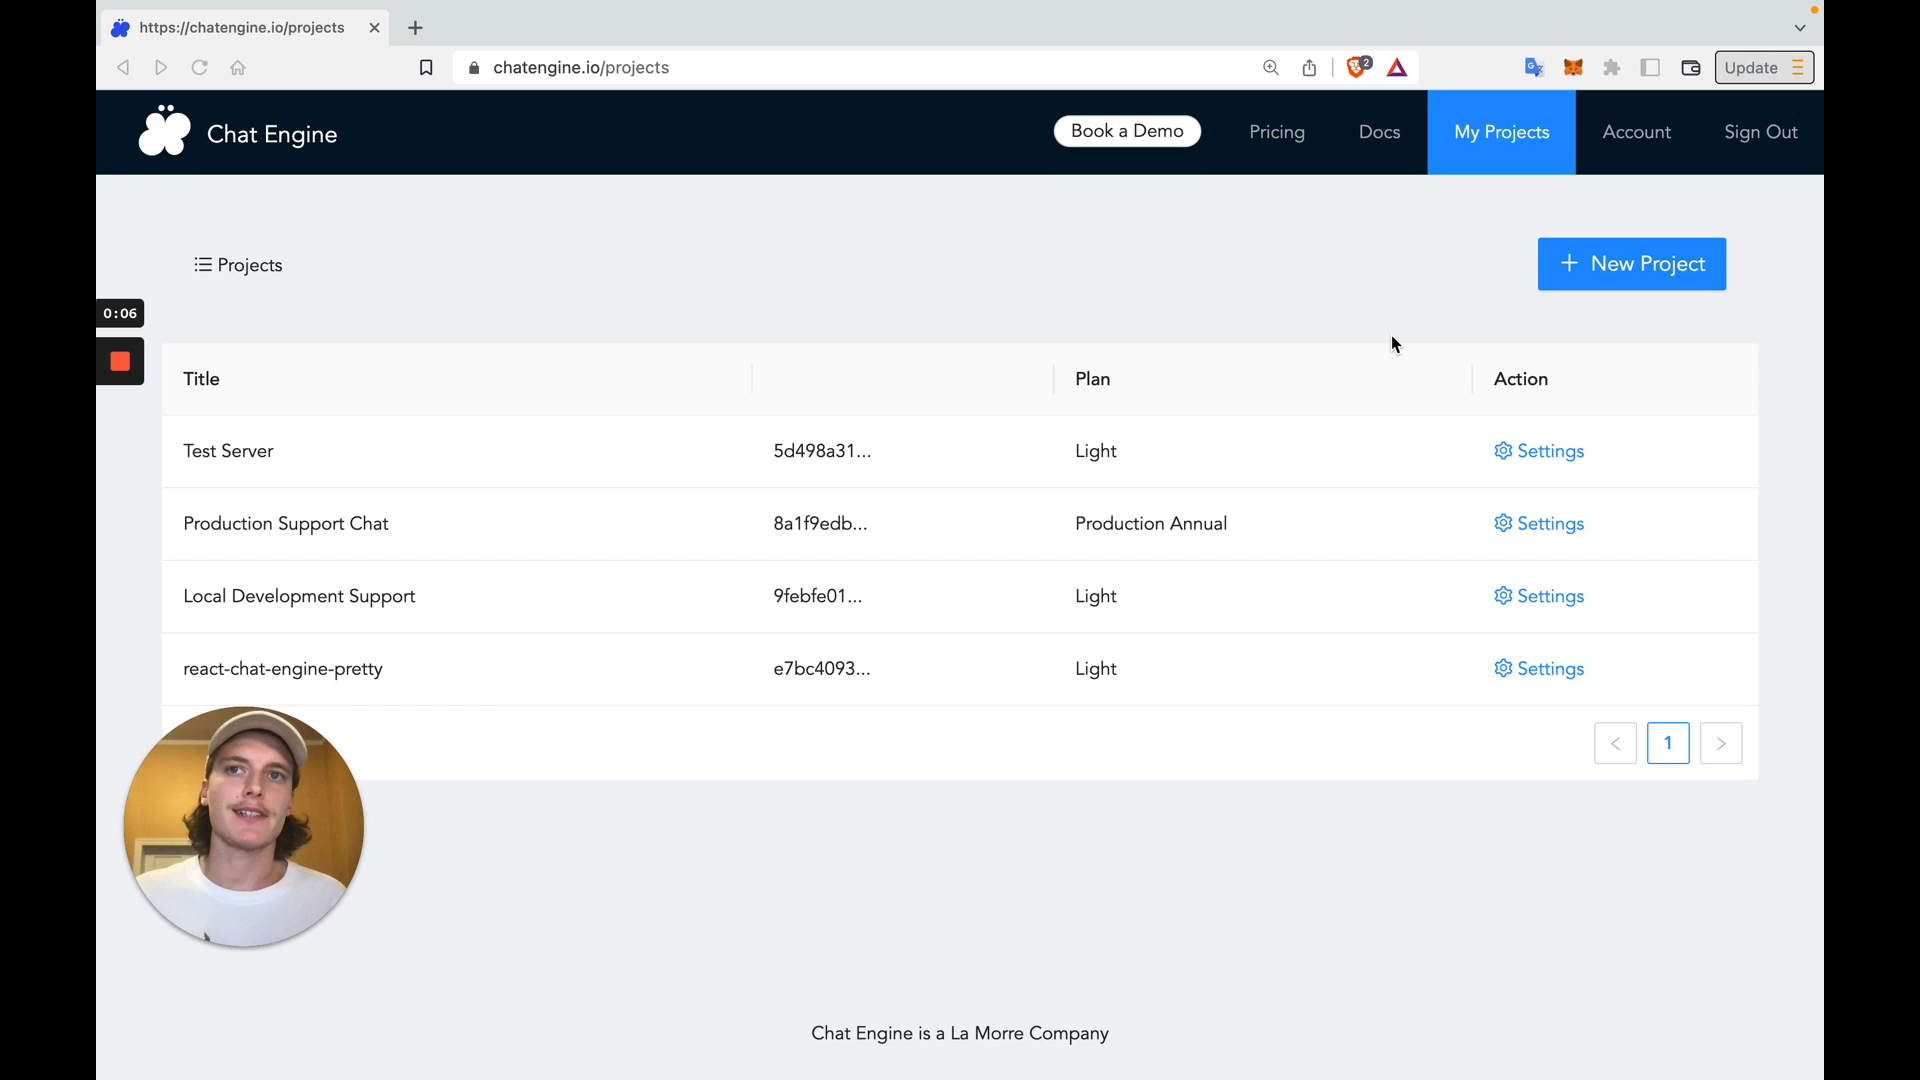 https://chatengine.io/projects
chatengine.io/projects
2
Update
Chat Engine
Book a Demo
Pricing
Docs
My Projects
Account
Sign Out
Projects
+ New Project
0:06
Title
Plan
Action
Test Server
5d498a31...
Light
Settings
Production Support Chat
8a1f9edb...
Production Annual
Settings
Local Development Support
9febfe01...
Light
Settings
react-chat-engine-pretty
e7bc4093...
Light
Settings
< 1 >
Chat Engine is a La Morre Company